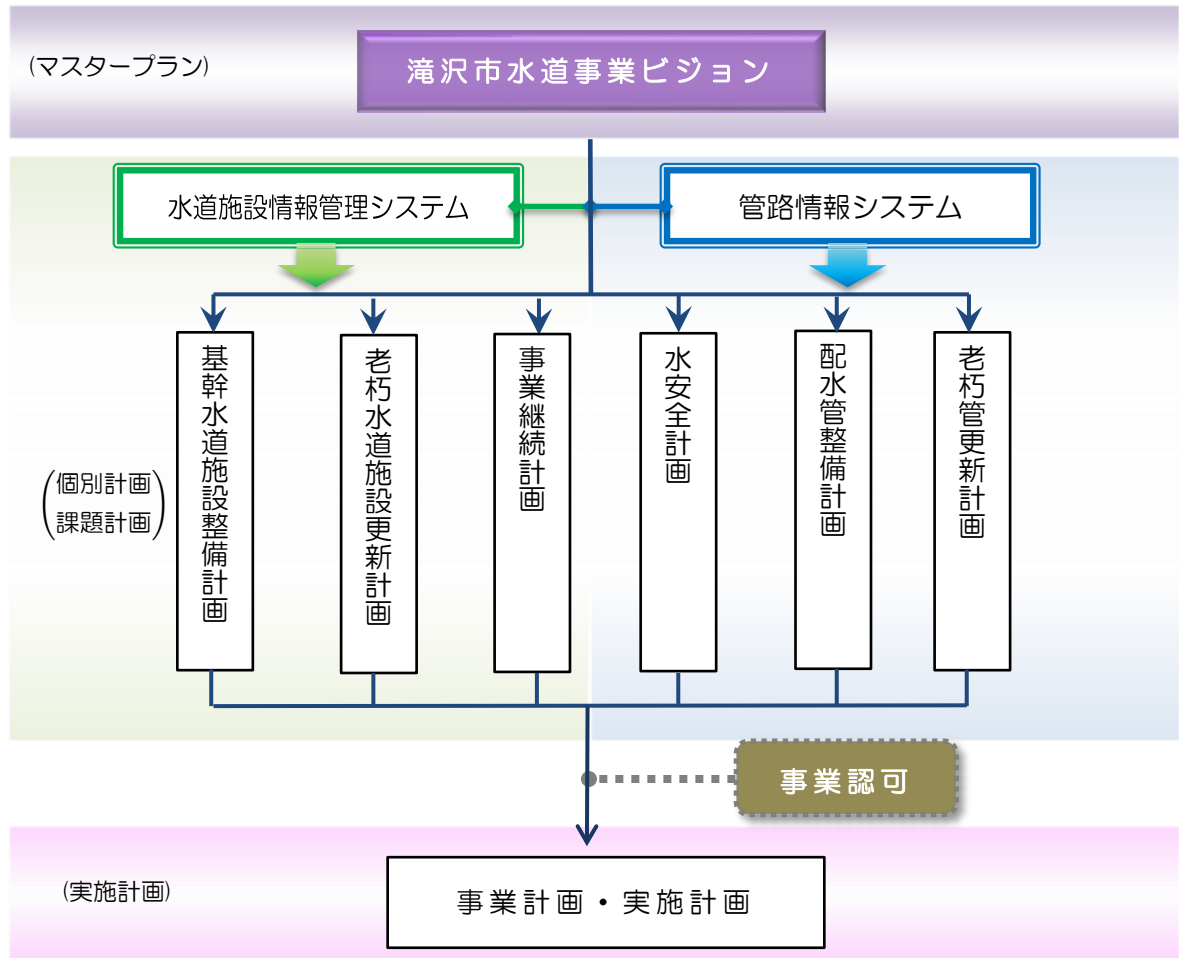 (マスタープラン)
滝沢市水道事業ビジョン
水道施設情報管理システム
管路情報システム
個別計画
課題計画
基幹水道施設整備計画
老朽水道施設更新計画
事業継続計画
水安全計画
配水管整備計画
老朽管更新計画
事業認可
(実施計画)
事業計画・実施計画